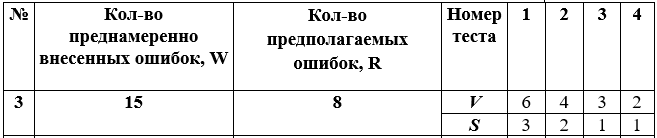 № Кол-во преднамеренно внесенных ошибок, W Кол-во предполагаемых ошибок, R Номер теста 1 2 3 4
3 15 8 V 6 4 3 2
S 3 2 1 1